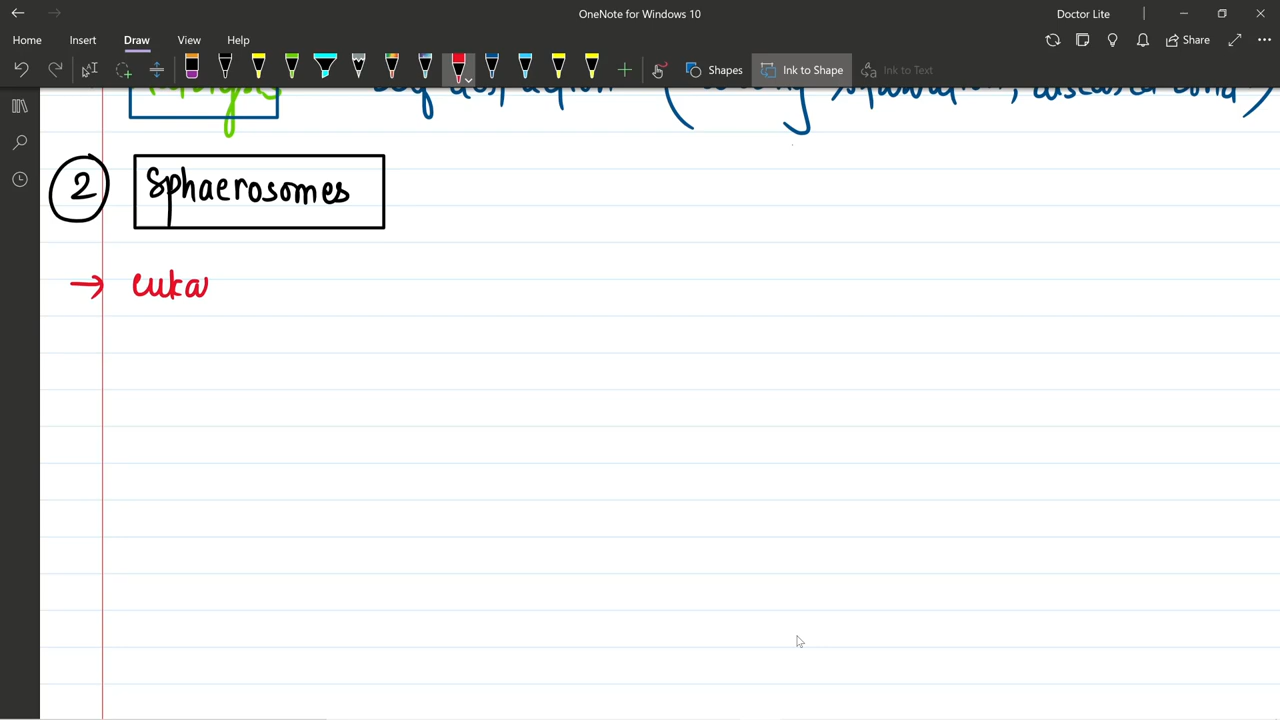 OneNote for Windows 10
Doctor Lite
Home Insert Draw View Help
Share
Shapes
Ink to Shape
Ink to Text
2 Sphaerosomes
→ euka